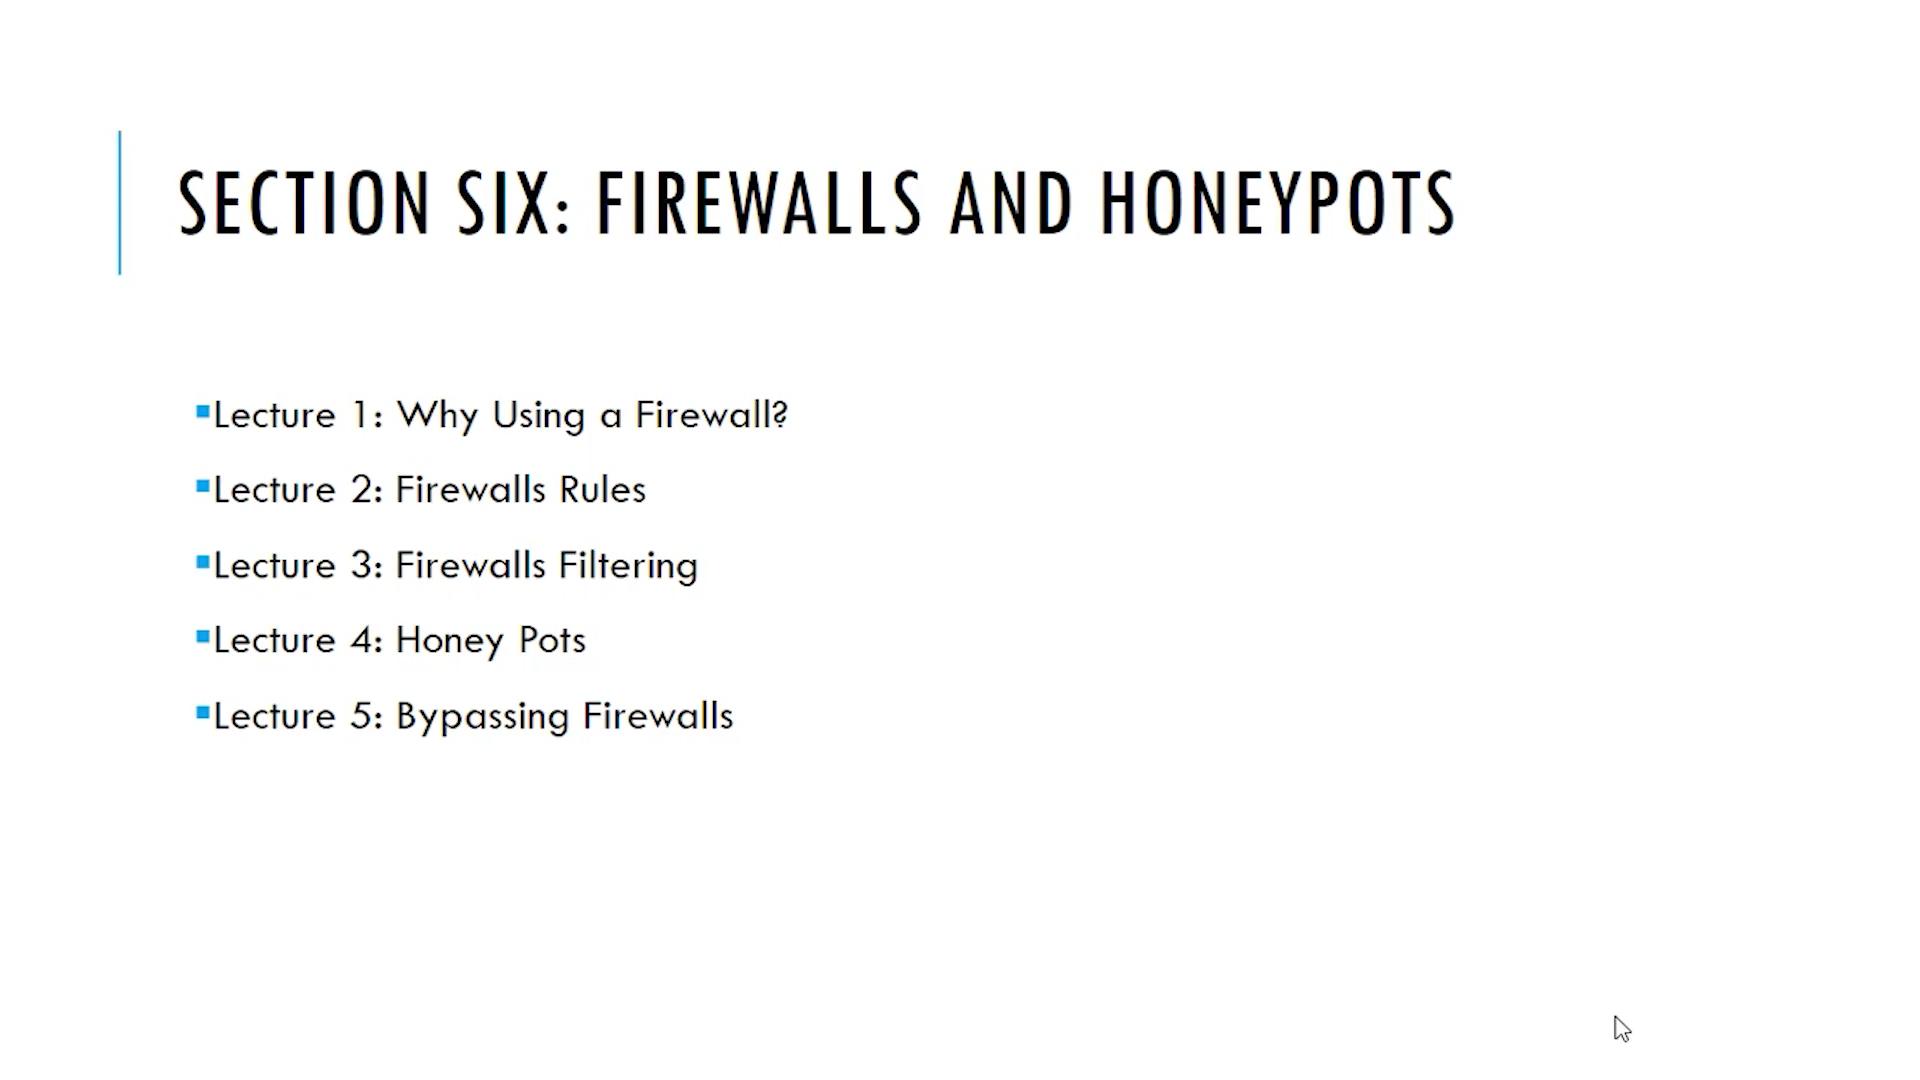 SECTION SIX: FIREWALLS AND HONEYPOTS
Lecture 1: Why Using a Firewall?
Lecture 2: Firewalls Rules
Lecture 3: Firewalls Filtering
Lecture 4: Honey Pots
Lecture 5: Bypassing Firewalls